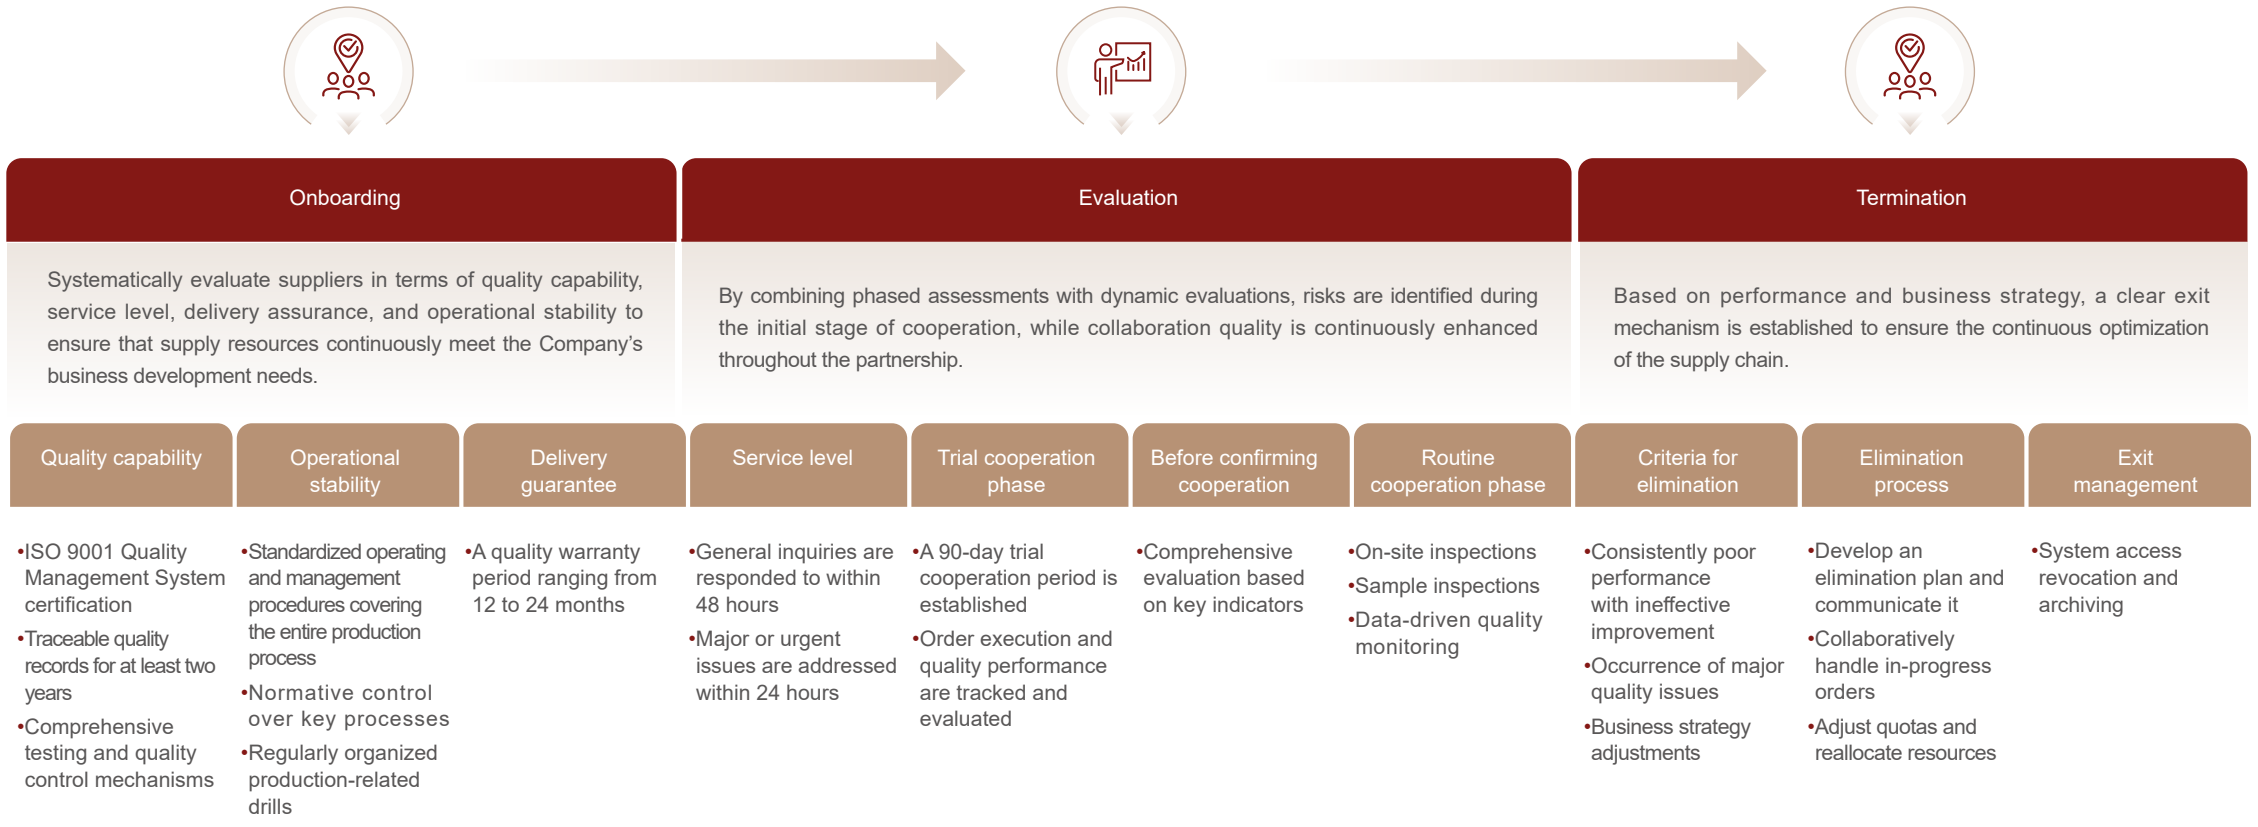 Onboarding
Systematically evaluate suppliers in terms of quality capability,
service level, delivery assurance, and operational stability to
ensure that supply resources continuously meet the Company's
business development needs.
Evaluation
By combining phased assessments with dynamic evaluations, risks are identified during
the initial stage of cooperation, while collaboration quality is continuously enhanced
throughout the partnership.
Termination
Based on performance and business strategy, a clear exit
mechanism is established to ensure the continuous optimization
of the supply chain.
Quality capability
•ISO 9001 Quality
Management System
certification
•Traceable quality
records for at least two
years
•Comprehensive
testing and quality
control mechanisms
Operational
stability
•Standardized operating
and management
procedures covering
the entire production
process
•Normative control
over key processes
•Regularly organized
production-related
drills
Delivery
guarantee
•A quality warranty
period ranging from
12 to 24 months
Service level
•General inquiries are
responded to within
48 hours
•Major or urgent
issues are addressed
within 24 hours
Trial cooperation
phase
•A 90-day trial
cooperation period is
established
•Order execution and
quality performance
are tracked and
evaluated
Before confirming
cooperation
•Comprehensive
evaluation based
on key indicators
Routine
cooperation phase
•On-site inspections
•Sample inspections
•Data-driven quality
monitoring
Criteria for
elimination
•Consistently poor
performance
with ineffective
improvement
•Occurrence of major
quality issues
•Business strategy
adjustments
Elimination
process
•Develop an
elimination plan and
communicate it
•Collaboratively
handle in-progress
orders
•Adjust quotas and
reallocate resources
Exit
management
•System access
revocation and
archiving